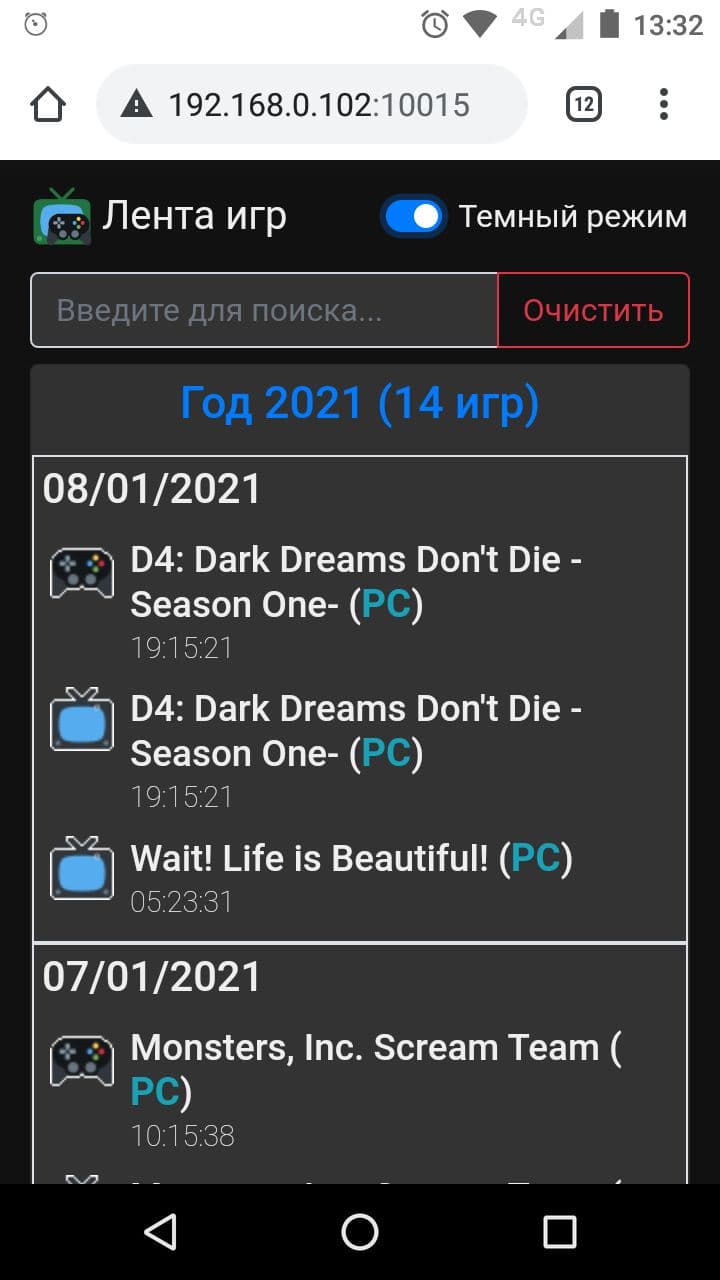 4G 13:32
192.168.0.102:10015 12
Лента игр Темный режим
Введите для поиска... Очистить
Год 2021 (14 игр)
08/01/2021
D4: Dark Dreams Don't Die -
Season One- (PC)
19:15:21
D4: Dark Dreams Don't Die -
Season One- (PC)
19:15:21
Wait! Life is Beautiful! (PC)
05:23:31
07/01/2021
Monsters, Inc. Scream Team (
PC)
10:15:38